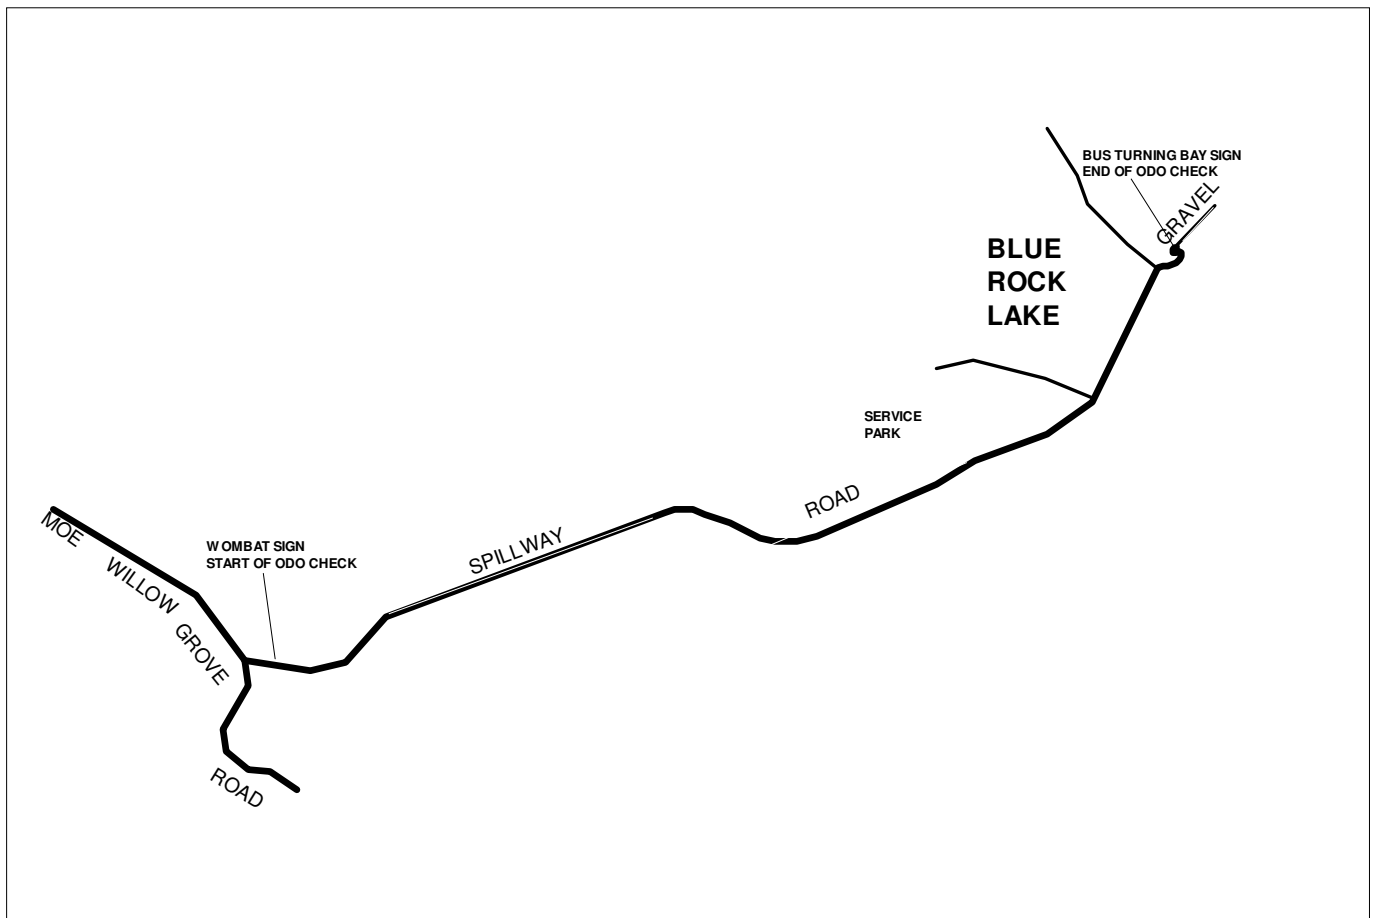 BUS TURNING BAY SIGN
END OF ODO CHECK
GRAVEL
BLUE
ROCK
LAKE
SERVICE
PARK
ROAD
SPILLWAY
MOE
WILLOW
GROVE
ROAD
WOMBAT SIGN
START OF ODO CHECK